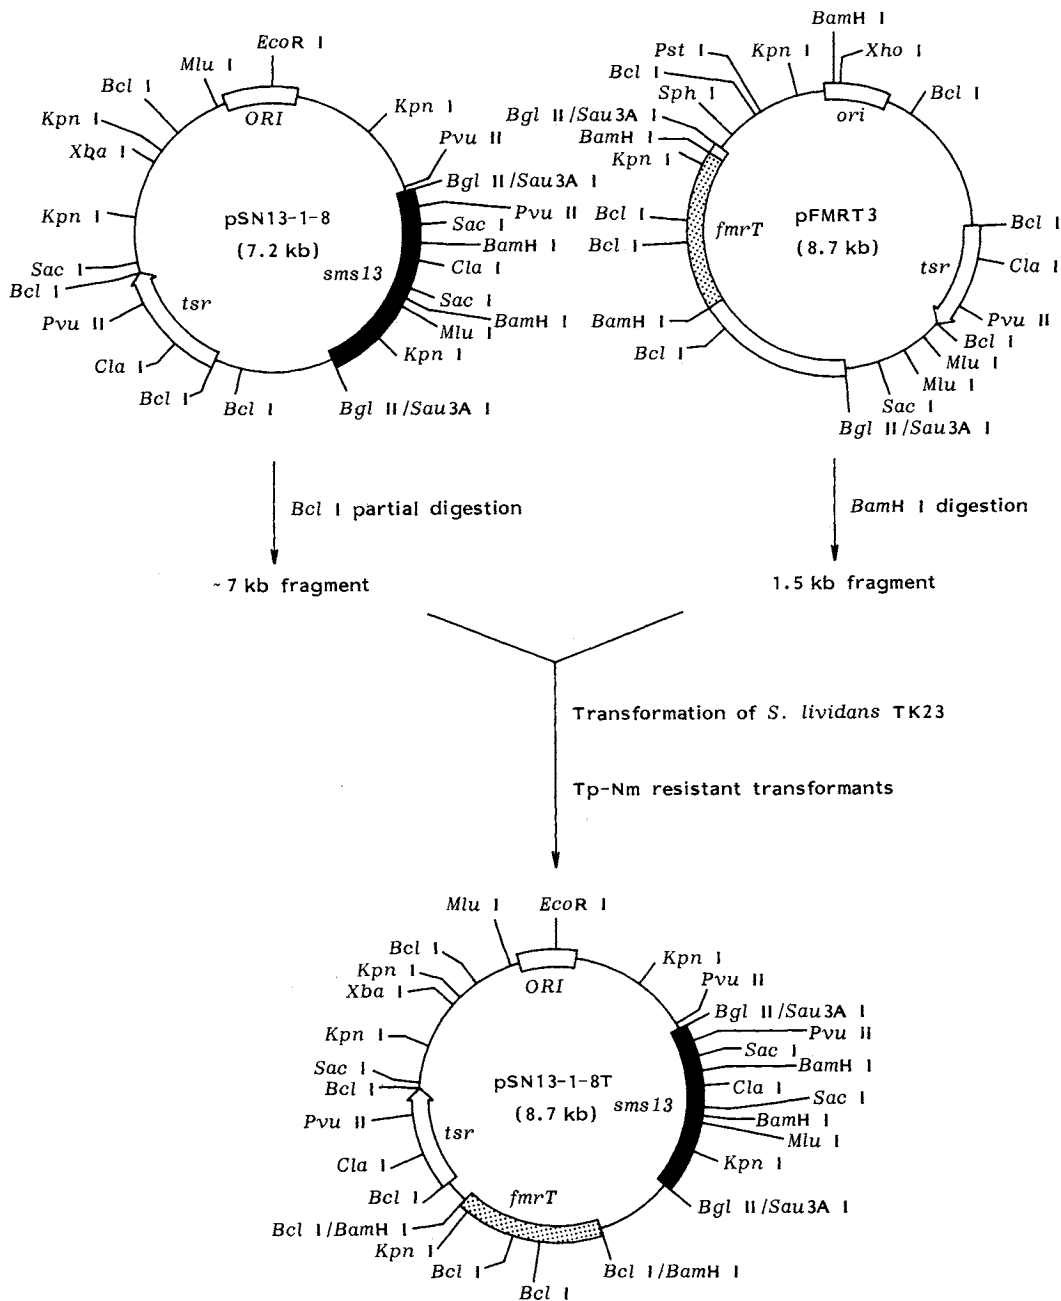 EcoR I
Mlu I
Bcl I
Kpn I
Xba I
Kpn I
Sac I
Bcl I
Pvu II
Cla I
Bcl I
Bcl I
ORI
Kpn I
Pvu II
Bgl II/Sau3A I
Pvu II
Sac I
BamH I
Cla I
Sac I
BamH I
Mlu I
Kpn I
Bgl II/Sau3A I
pSN13-1-8
(7.2 kb)
sms13
tsr
BamH I
Xho I
Kpn I
Pst I
Bcl I
Sph I
Bgl II/Sau3A I
BamH I
Kpn I
Bcl I
Bcl I
BamH I
Bcl I
ori
Bcl I
Bcl I
Cla I
Pvu II
Bcl I
Mlu I
Mlu I
Sac I
Bgl II/Sau3A I
fmrT
pFMRT3
(8.7 kb)
tsr
Bcl I partial digestion
BamH I digestion
~7 kb fragment
1.5 kb fragment
Transformation of S. lividans TK23
Tp-Nm resistant transformants
Mlu I
EcoR I
Bcl I
Kpn I
Xba I
Kpn I
Sac I
Bcl I
Pvu II
Cla I
Bcl I
Bcl I/BamH I
Kpn I
Bcl I
Bcl I
Bcl I/BamH I
ORI
Kpn I
Pvu II
Bgl II/Sau3A I
Pvu II
Sac I
BamH I
Cla I
Sac I
BamH I
Mlu I
Kpn I
Bgl II/Sau3A I
pSN13-1-8T
(8.7 kb)
sms13
tsr
fmrT